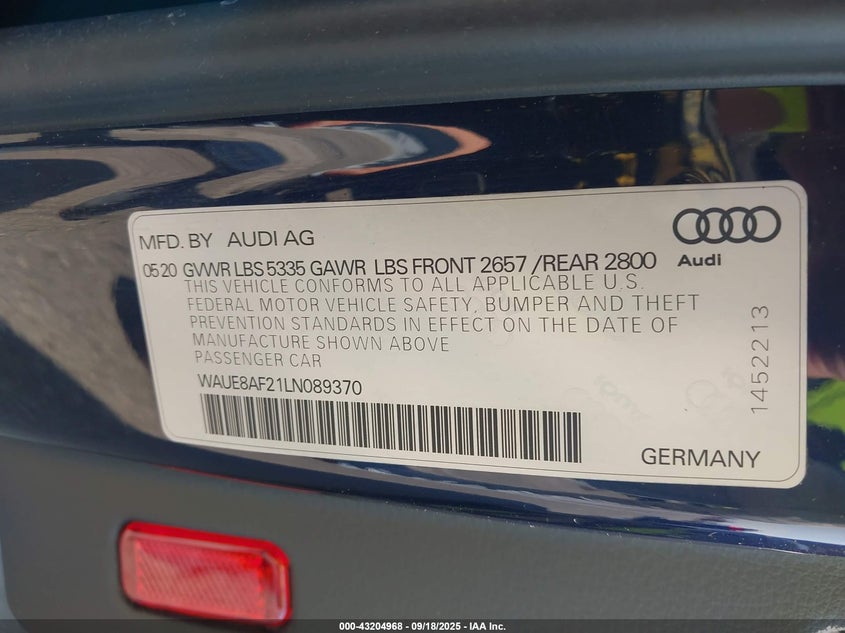 MFD. BY AUDI AG
Audi
05 20 GVWR LBS 5335 GAWR LBS FRONT 2657 /REAR 2800
THIS VEHICLE CONFORMS TO ALL APPLICABLE U.S.
FEDERAL MOTOR VEHICLE SAFETY, BUMPER AND THEFT
PREVENTION STANDARDS IN EFFECT ON THE DATE OF
MANUFACTURE SHOWN ABOVE
PASSENGER CAR
WAUE8AF21LN089370
1452213
GERMANY
000-43204968 - 09/18/2025 - IAA Inc.